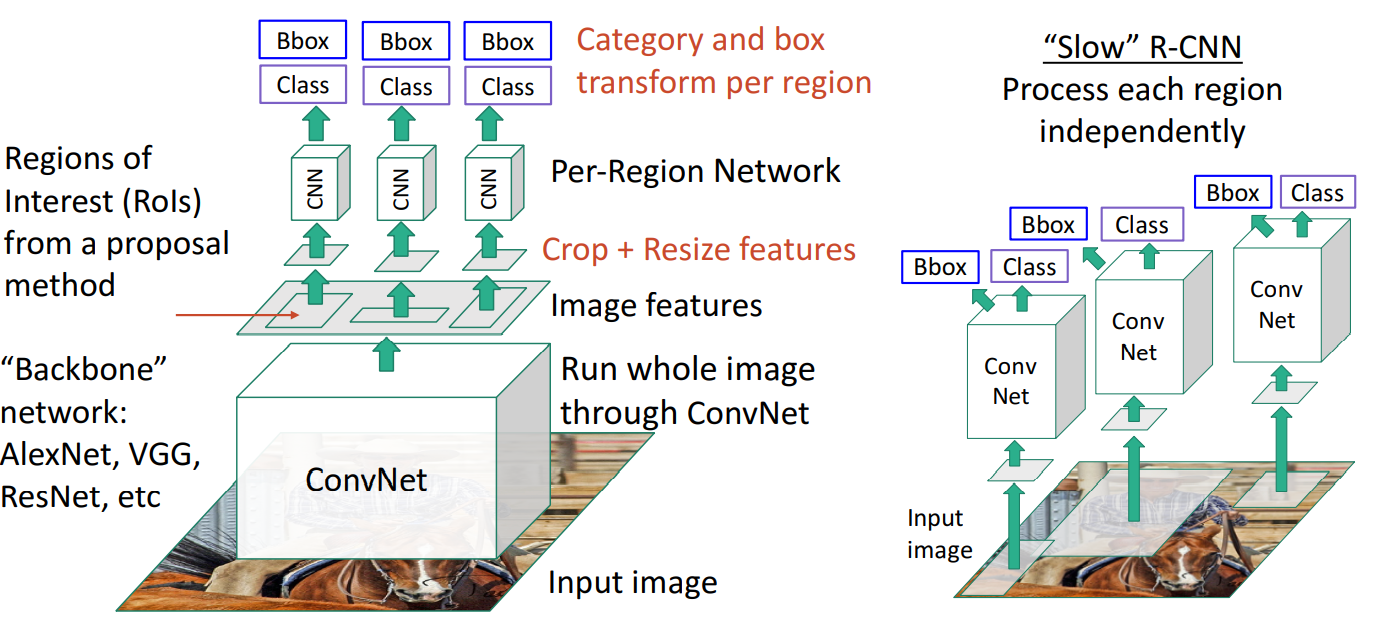 Bbox
Bbox
Bbox
Class
Class
Class
Category and box
transform per region
Regions of
Interest (RoIs)
from a proposal
method
CNN
CNN
CNN
Per-Region Network
Crop + Resize features
Image features
“Backbone”
network:
AlexNet, VGG,
ResNet, etc
Run whole image
through ConvNet
ConvNet
Input image
“Slow” R-CNN
Process each region
independently
Bbox
Class
Bbox
Class
Bbox
Class
Conv
Net
Conv
Net
Conv
Net
Input
image